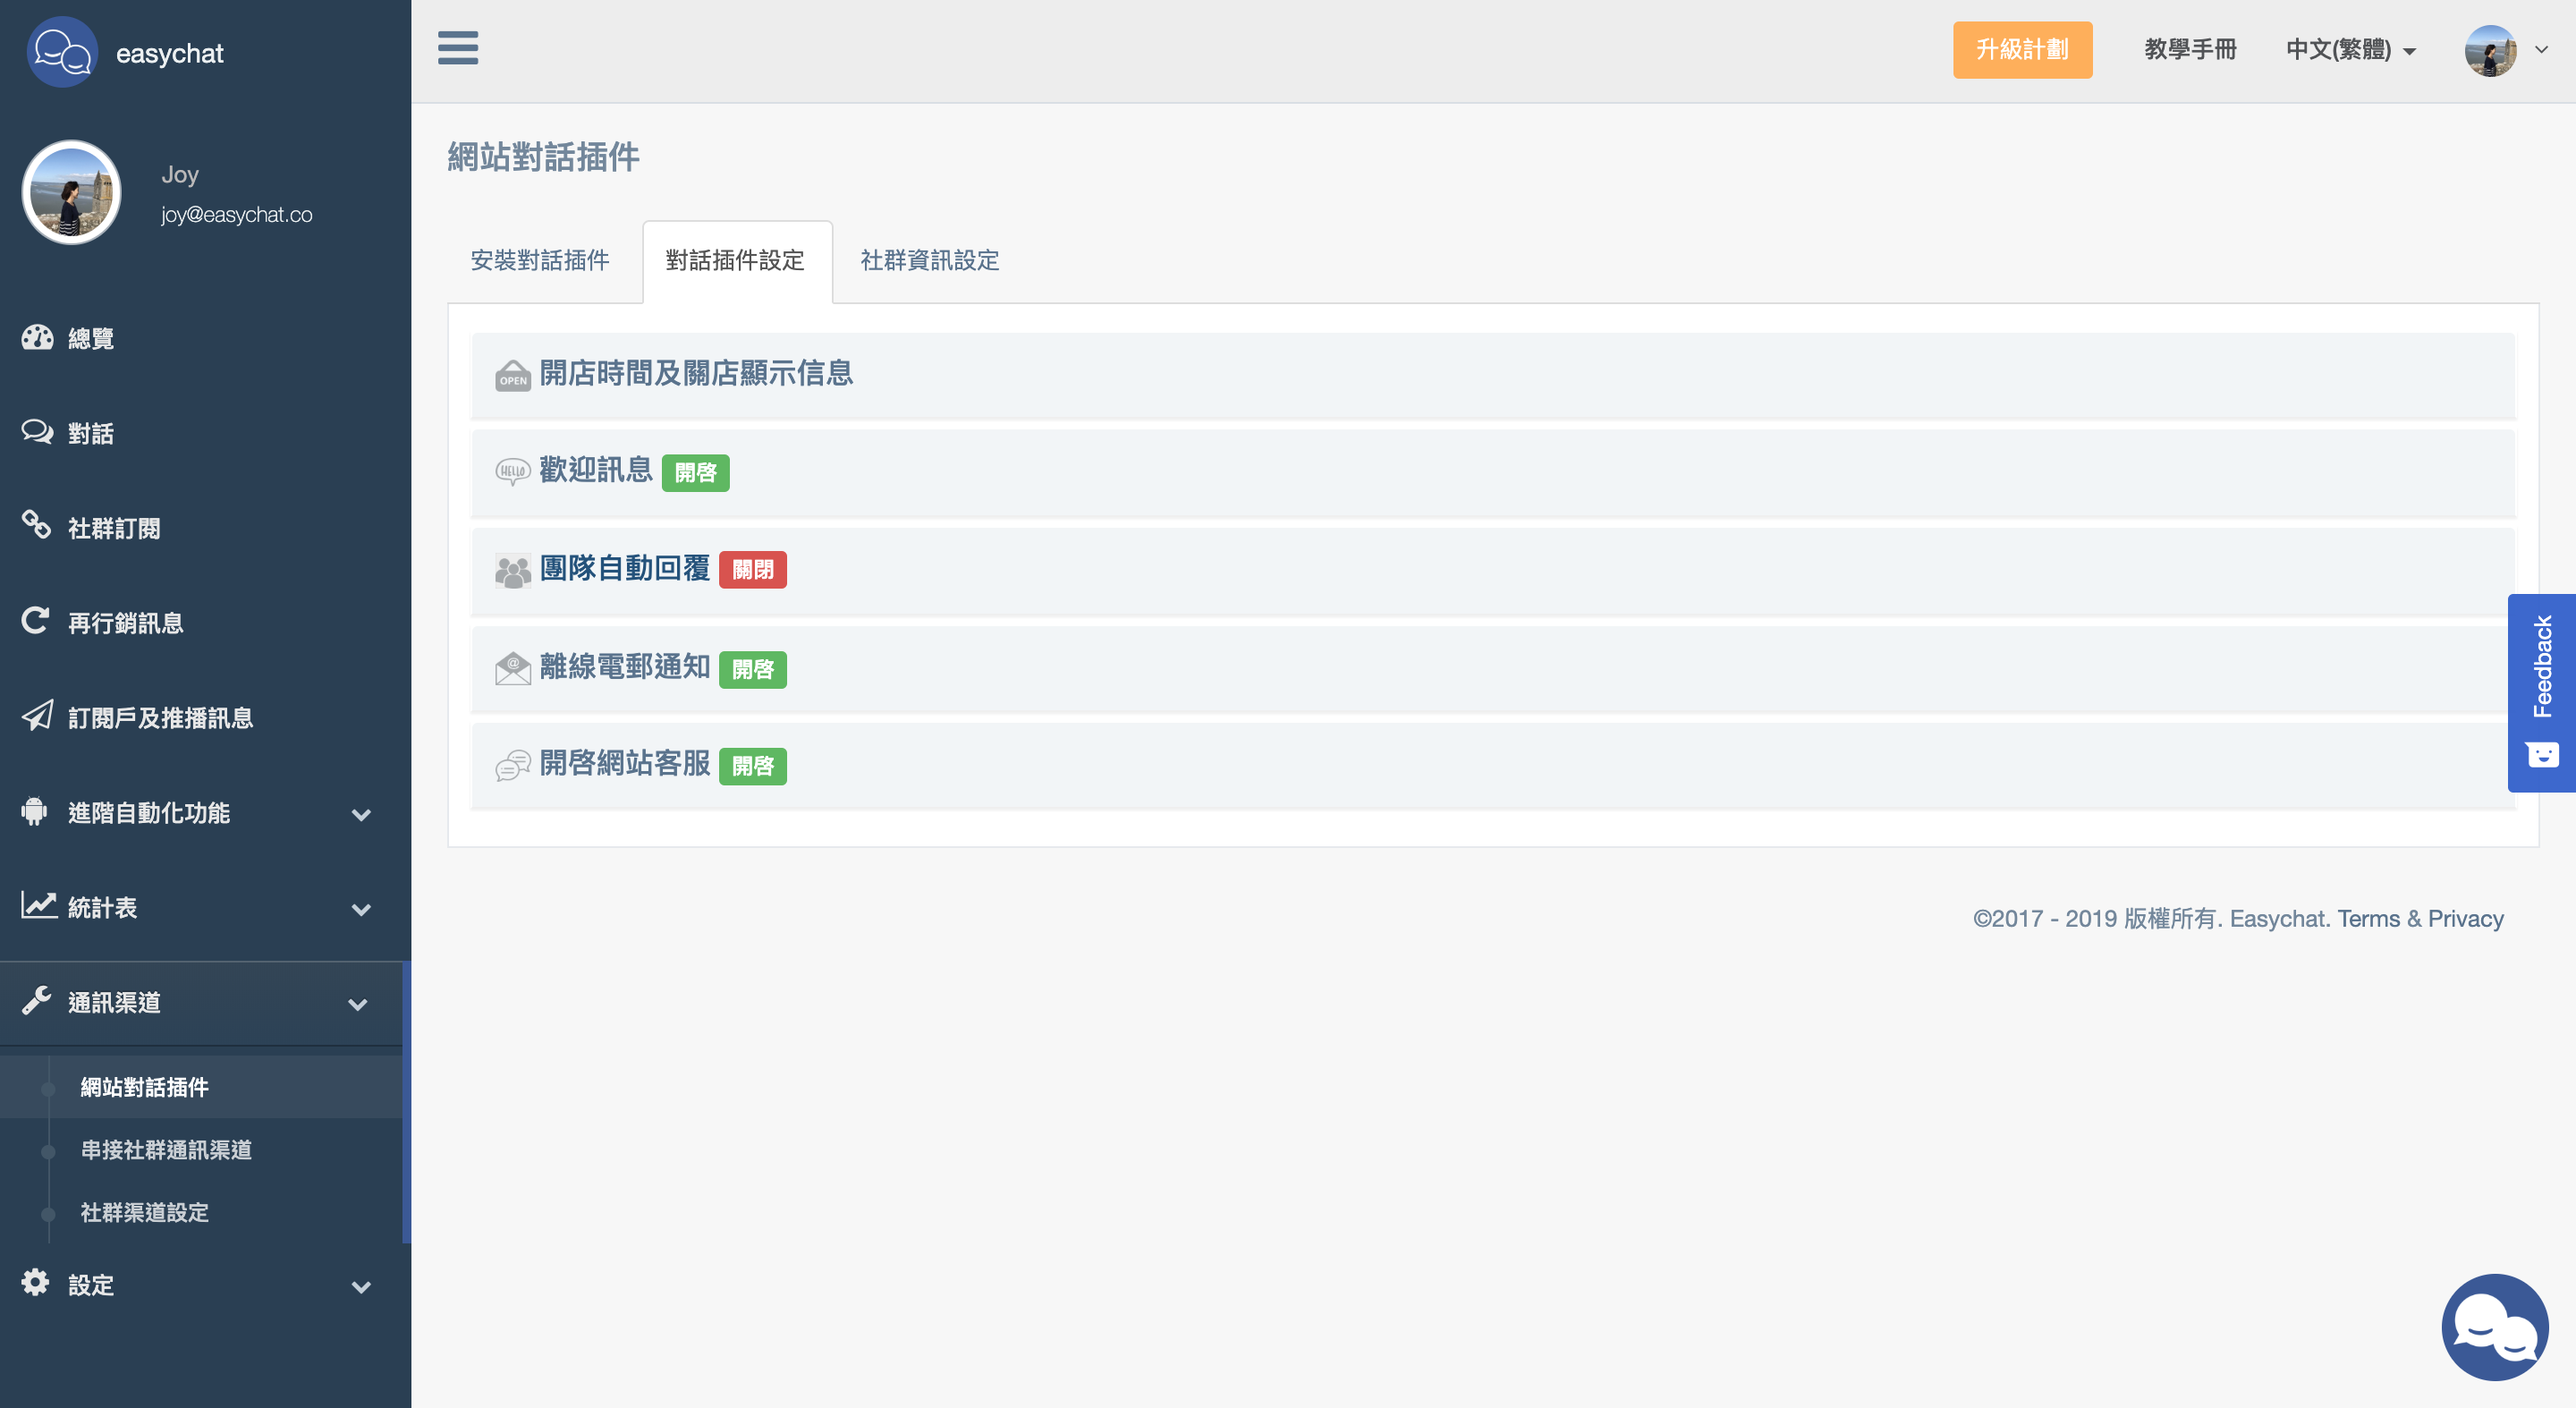 easychat
Joy
joy@easychat.co
總覽
對話
社群訂閱
再行銷訊息
訂閱戶及推播訊息
進階自動化功能
統計表
通訊渠道
網站對話插件
串接社群通訊渠道
社群渠道設定
設定
升級計劃 教學手冊 中文(繁體)
網站對話插件
安裝對話插件 對話插件設定 社群資訊設定
OPEN 開店時間及關店顯示信息
HELLO 歡迎訊息 開啓
團隊自動回覆 關閉
@ 離線電郵通知 開啓
開啓網站客服 開啓
Feedback
©2017 - 2019 版權所有. Easychat. Terms & Privacy